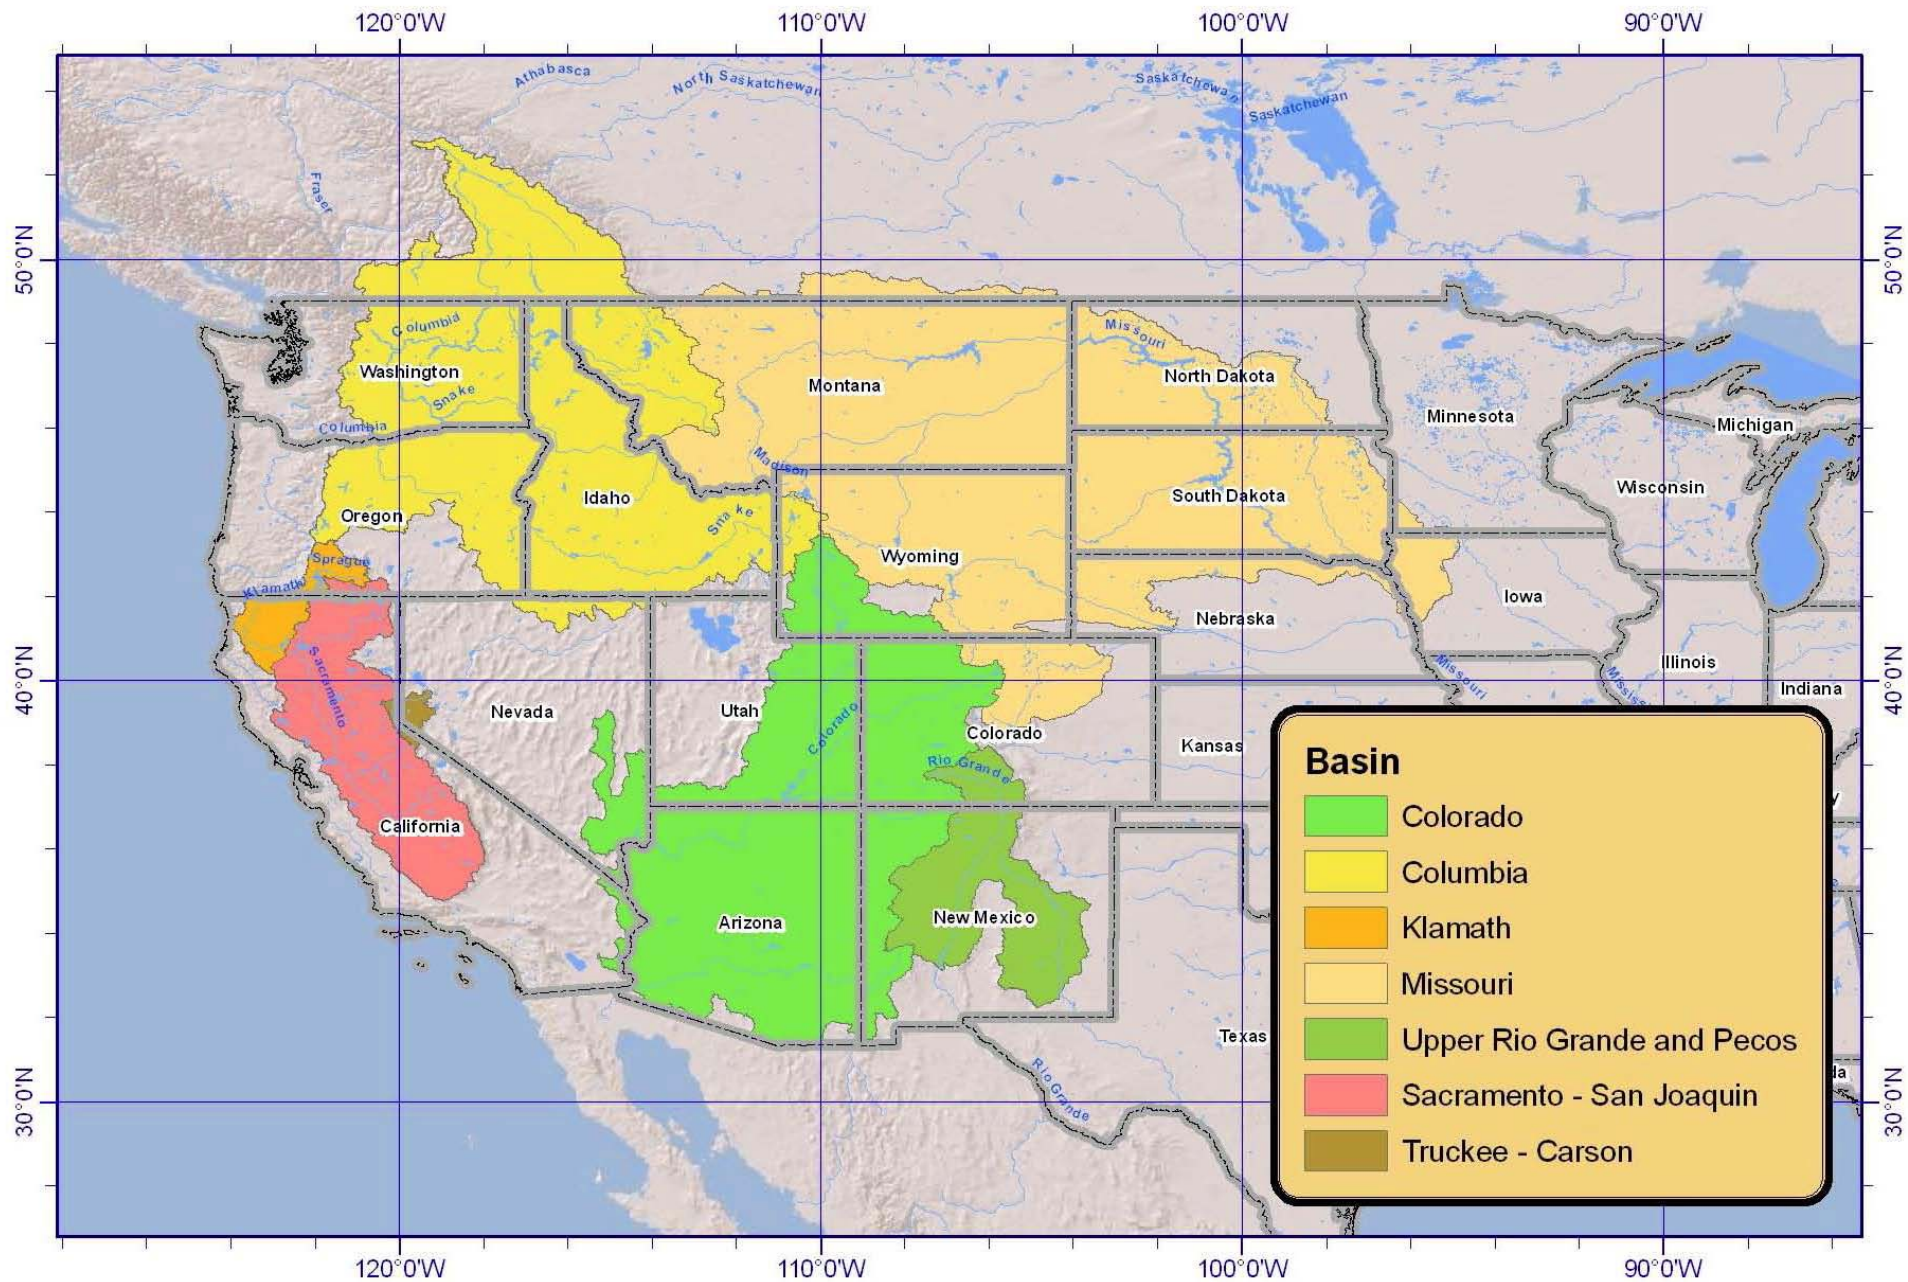 120°0'W
110°0'W
100°0'W
90°0'W
Athabasca
North Saskatchewan
Saskatchewan
Saskatchewan
Fraser
50°0'N
50°0'N
Columbia
Missouri
Washington
Montana
North Dakota
Snake
Minnesota
Michigan
Columbia
Madison
Wisconsin
Idaho
South Dakota
Oregon
Snake
Sprague
Wyoming
Klamath
Iowa
Nebraska
Sacramento
40°0'N
40°0'N
Missouri
Illinois
Indiana
Nevada
Utah
Colorado
Colorado
Kansas
Rio Grande
California
Arizona
New Mexico
Texas
Rio Grande
30°0'N
30°0'N
Basin
Colorado
Columbia
Klamath
Missouri
Upper Rio Grande and Pecos
Sacramento - San Joaquin
Truckee - Carson
120°0'W
110°0'W
100°0'W
90°0'W